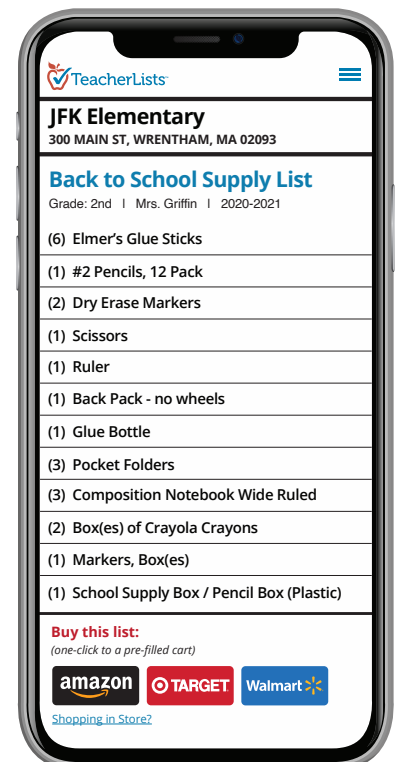 TeacherLists
JFK Elementary
300 MAIN ST, WRENTHAM, MA 02093
Back to School Supply List
Grade: 2nd | Mrs. Griffin | 2020-2021
(6) Elmer's Glue Sticks
(1) #2 Pencils, 12 Pack
(2) Dry Erase Markers
(1) Scissors
(1) Ruler
(1) Back Pack - no wheels
(1) Glue Bottle
(3) Pocket Folders
(3) Composition Notebook Wide Ruled
(2) Box(es) of Crayola Crayons
(1) Markers, Box(es)
(1) School Supply Box / Pencil Box (Plastic)
Buy this list:
(one-click to a pre-filled cart)
amazon TARGET Walmart
Shopping in Store?